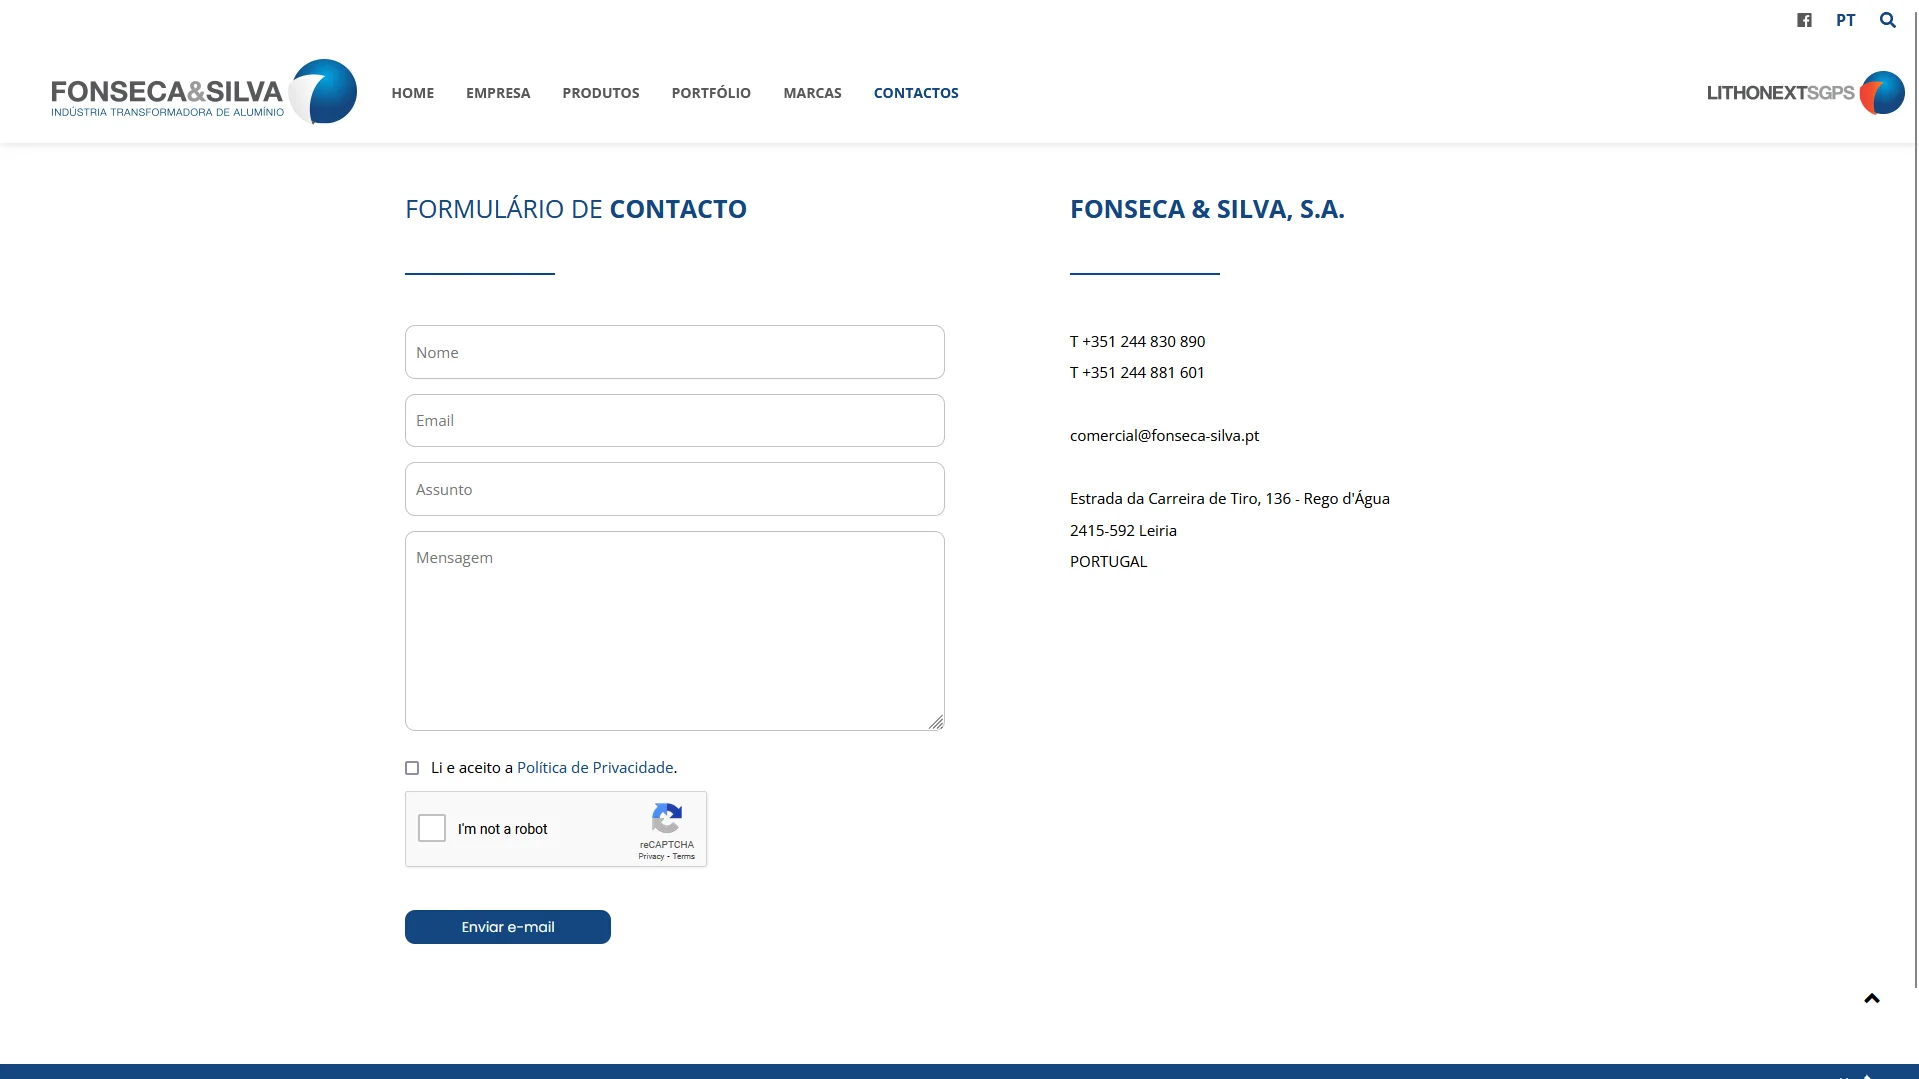 PT
FONSECA&SILVA
INDÚSTRIA TRANSFORMADORA DE ALUMÍNIO
HOME
EMPRESA
PRODUTOS
PORTFÓLIO
MARCAS
CONTACTOS
LITHONEXTSGPS
FORMULÁRIO DE CONTACTO
Nome
Email
Assunto
Mensagem
Li e aceito a Política de Privacidade.
I'm not a robot
reCAPTCHA
Privacy - Terms
Enviar e-mail
FONSECA & SILVA, S.A.
T +351 244 830 890
T +351 244 881 601
comercial@fonseca-silva.pt
Estrada da Carreira de Tiro, 136 - Rego d'Água
2415-592 Leiria
PORTUGAL